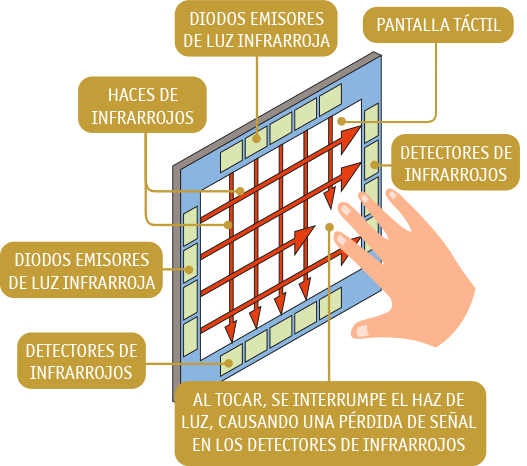 DIODOS EMISORES
DE LUZ INFRARROJA
PANTALLA TÁCTIL
HACES DE
INFRARROJOS
DETECTORES DE
INFRARROJOS
DIODOS EMISORES
DE LUZ INFRARROJA
DETECTORES DE
INFRARROJOS
AL TOCAR, SE INTERRUMPE EL HAZ DE
LUZ, CAUSANDO UNA PÉRDIDA DE SEÑAL
EN LOS DETECTORES DE INFRARROJOS